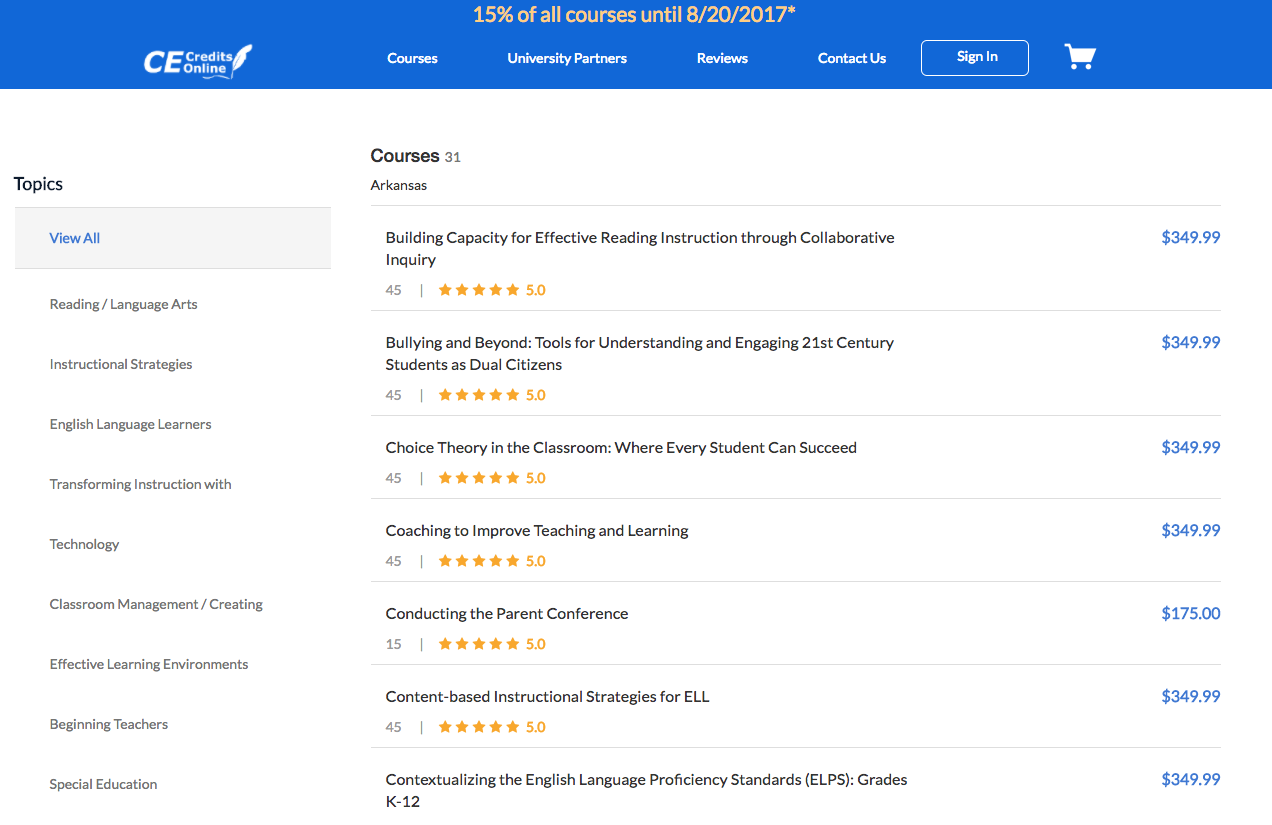 15% of all courses until 8/20/2017*
CE Credits Online
Courses
University Partners
Reviews
Contact Us
Sign In
Topics
View All
Reading / Language Arts
Instructional Strategies
English Language Learners
Transforming Instruction with
Technology
Classroom Management / Creating
Effective Learning Environments
Beginning Teachers
Special Education
Courses 31
Arkansas
Building Capacity for Effective Reading Instruction through Collaborative
Inquiry
$349.99
45 | 5.0
Bullying and Beyond: Tools for Understanding and Engaging 21st Century
Students as Dual Citizens
$349.99
45 | 5.0
Choice Theory in the Classroom: Where Every Student Can Succeed
$349.99
45 | 5.0
Coaching to Improve Teaching and Learning
$349.99
45 | 5.0
Conducting the Parent Conference
$175.00
15 | 5.0
Content-based Instructional Strategies for ELL
$349.99
45 | 5.0
Contextualizing the English Language Proficiency Standards (ELPS): Grades
K-12
$349.99